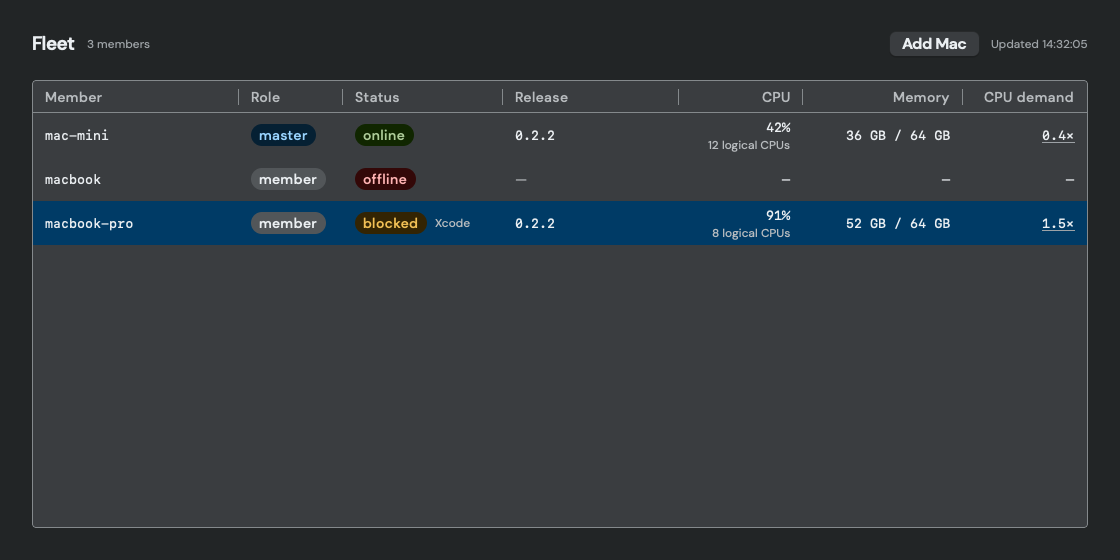 Fleet 3 members Add Mac Updated 14:32:05
Member Role Status Release CPU Memory CPU demand
mac-mini master online 0.2.2 42% 36 GB / 64 GB 0.4×
12 logical CPUs
macbook member offline — — — —
macbook-pro member blocked Xcode 0.2.2 91% 52 GB / 64 GB 1.5×
8 logical CPUs